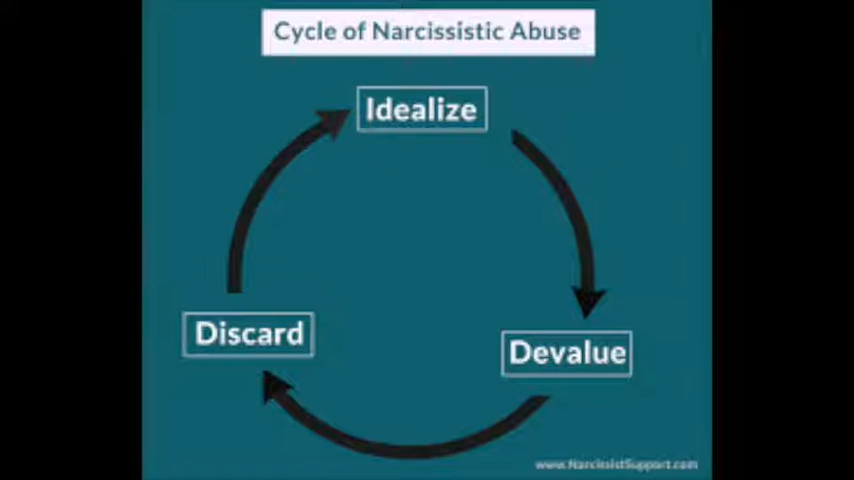 Cycle of Narcissistic Abuse
Idealize
Discard
Devalue
www.NarcissistSupport.com